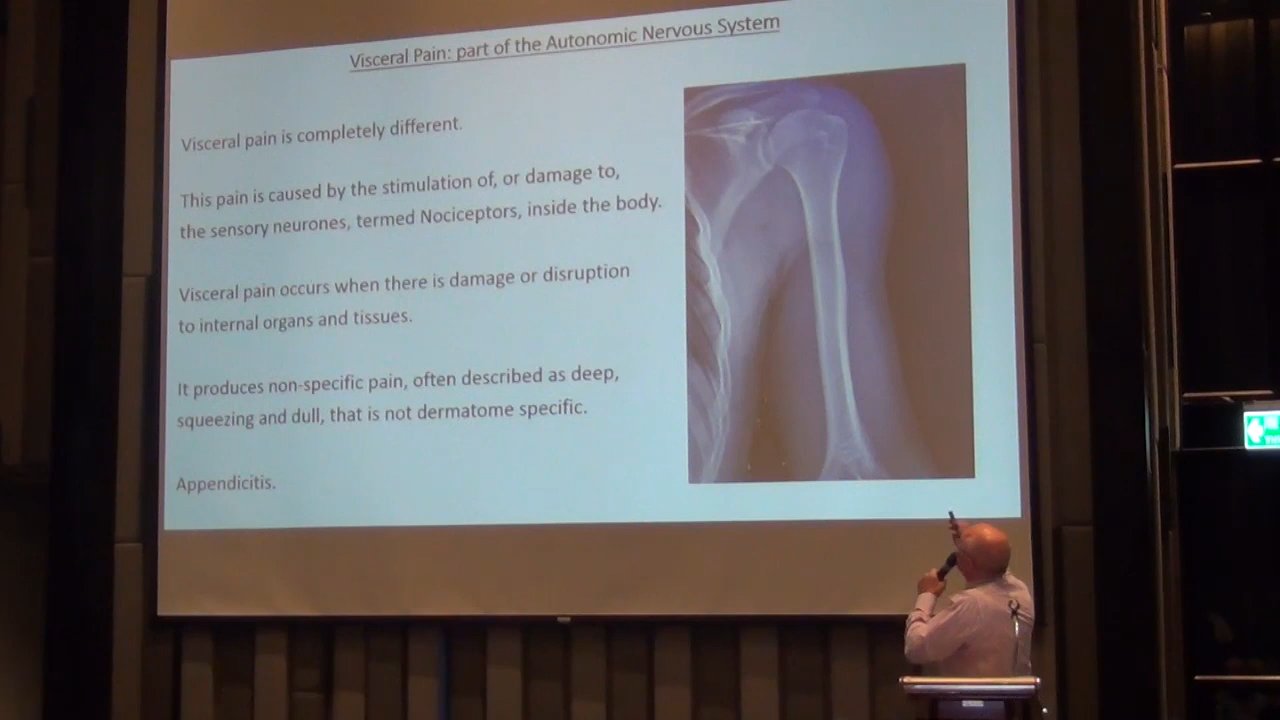 Visceral Pain: part of the Autonomic Nervous System
Visceral pain is completely different.
This pain is caused by the stimulation of, or damage to,
the sensory neurones, termed Nociceptors, inside the body.
Visceral pain occurs when there is damage or disruption
to internal organs and tissues.
It produces non-specific pain, often described as deep,
squeezing and dull, that is not dermatome specific.
Appendicitis.